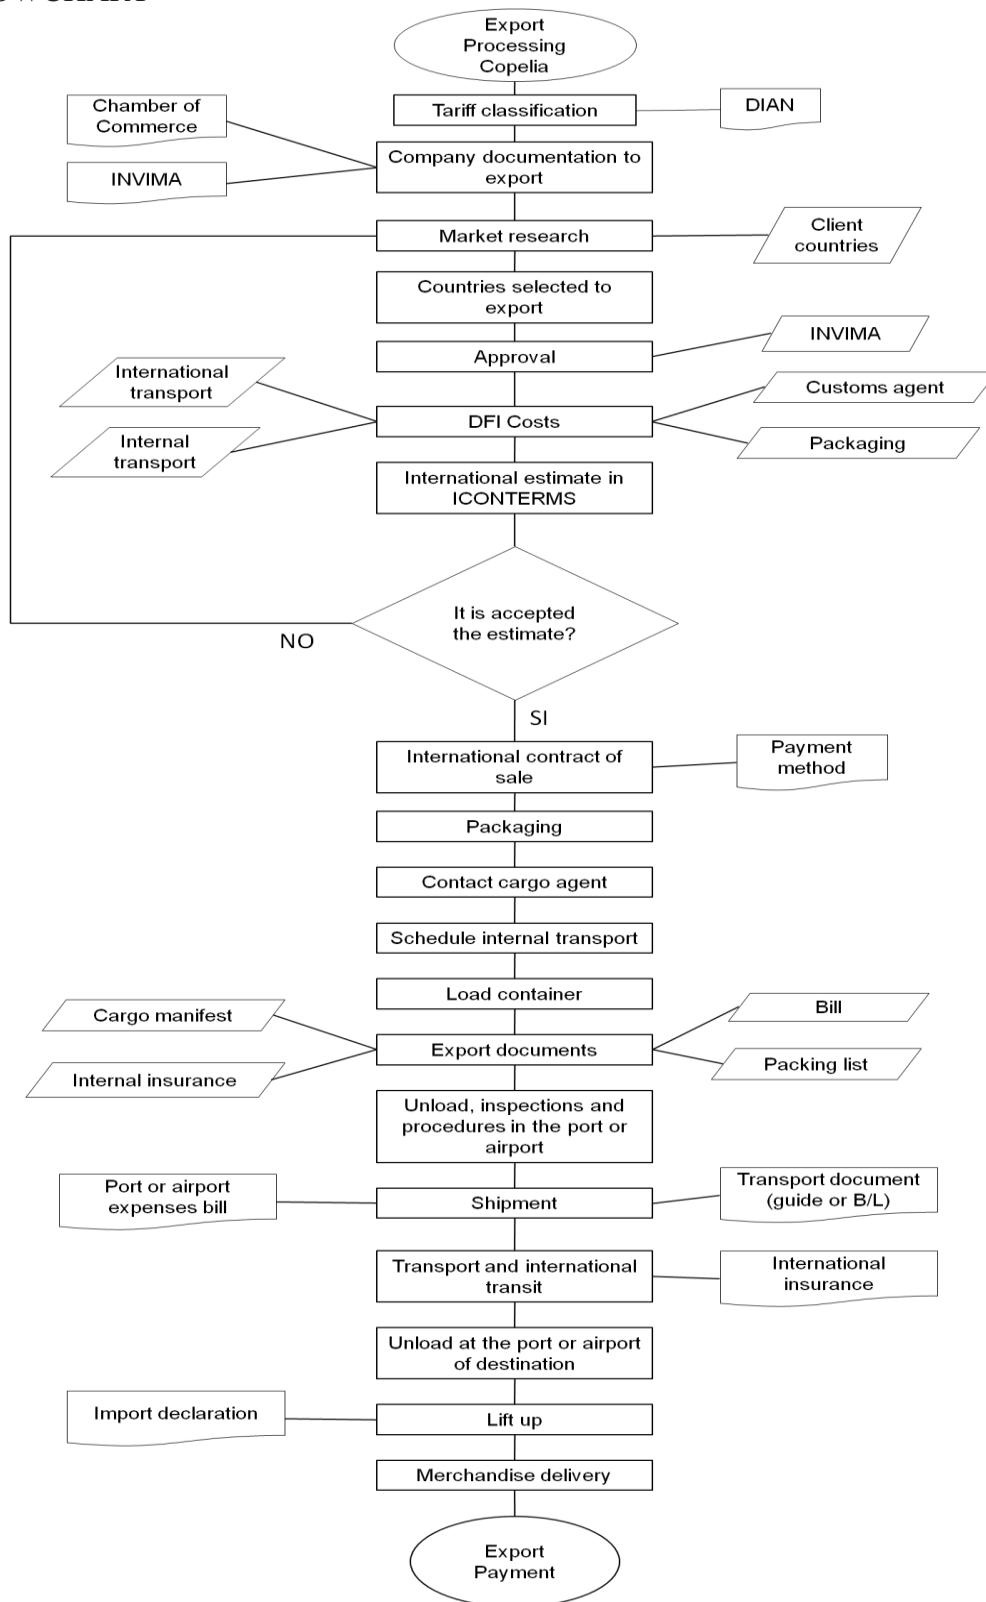 Export
Processing
Copelia
Tariff classification
DIAN
Chamber of
Commerce
Company documentation to
export
INVIMA
Market research
Client
countries
Countries selected to
export
Approval
INVIMA
International
transport
Customs agent
DFI Costs
Internal
transport
Packaging
International estimate in
ICONTERMS
It is accepted
the estimate?
NO
SI
International contract of
sale
Payment
method
Packaging
Contact cargo agent
Schedule internal transport
Load container
Cargo manifest
Bill
Export documents
Internal insurance
Packing list
Unload, inspections and
procedures in the port or
airport
Port or airport
expenses bill
Shipment
Transport document
(guide or B/L)
Transport and international
transit
International
insurance
Unload at the port or airport
of destination
Import declaration
Lift up
Merchandise delivery
Export
Payment